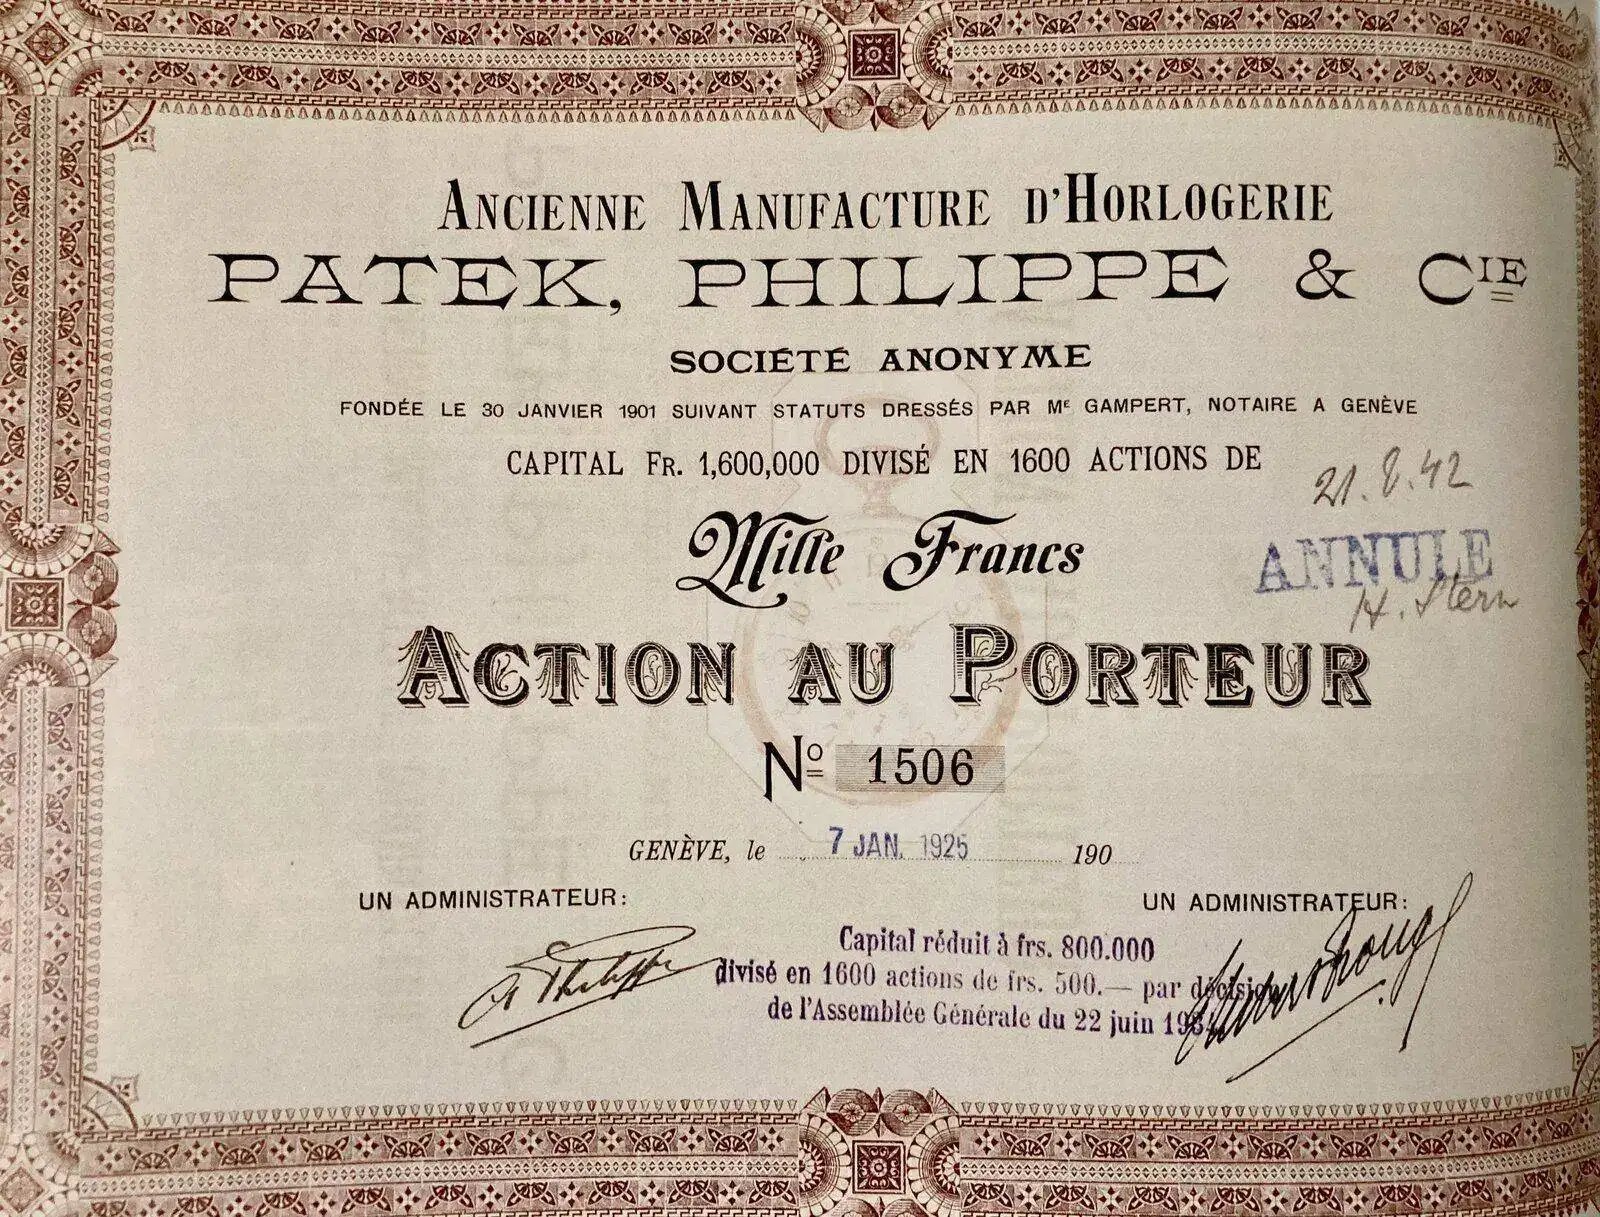 ANCIENNE MANUFACTURE D'HORLOGERIE
PATEK, PHILIPPE & CIE
SOCIÉTÉ ANONYME
FONDÉE LE 30 JANVIER 1901 SUIVANT STATUTS DRESSÉS PAR ME GAMPERT, NOTAIRE A GENÈVE
CAPITAL FR. 1,600,000 DIVISÉ EN 1600 ACTIONS DE
21.8.42
Mille Francs
ANNULE
H. Stern
ACTION AU PORTEUR
No 1506
GENÈVE, le 7 JAN. 1925 190
UN ADMINISTRATEUR:
UN ADMINISTRATEUR:
Capital réduit à frs. 800.000
divisé en 1600 actions de frs. 500.— par décision
de l'Assemblée Générale du 22 juin